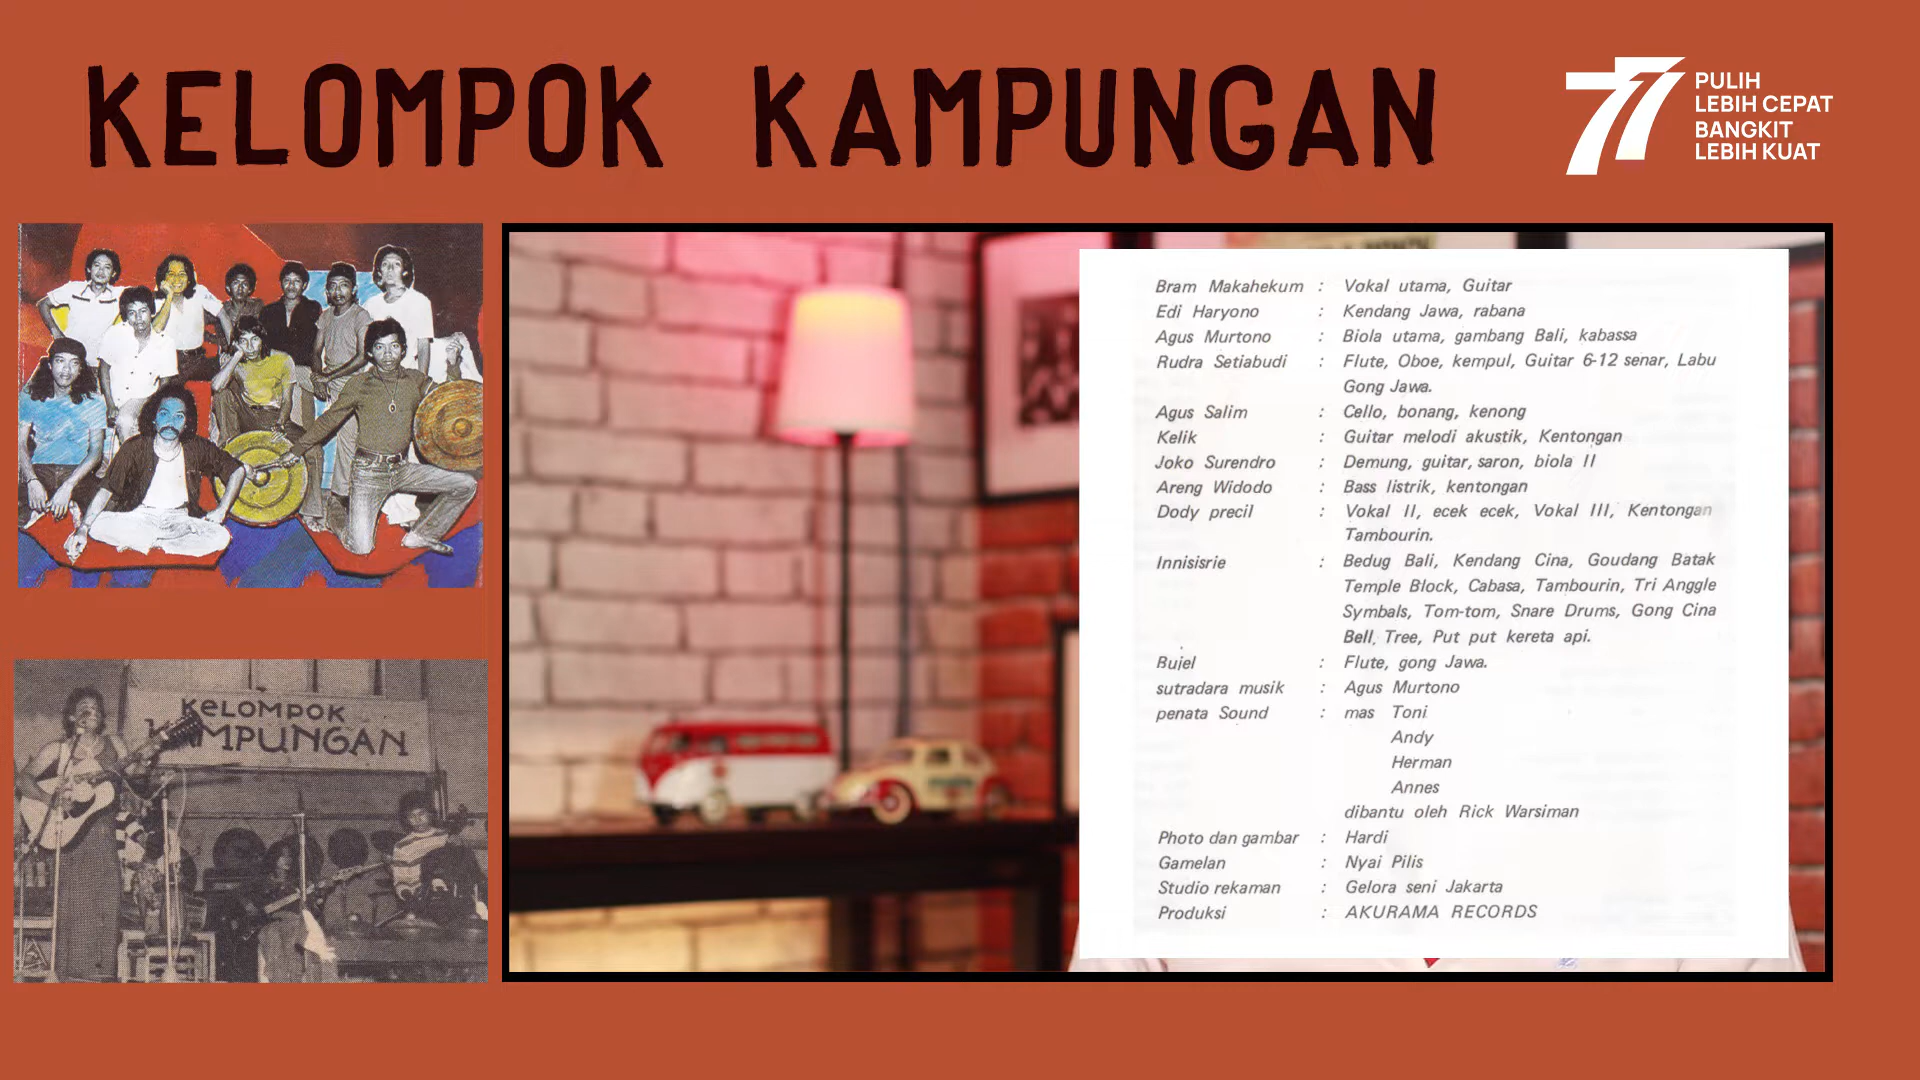 KELOMPOK KAMPUNGAN
77 PULIH
LEBIH CEPAT
BANGKIT
LEBIH KUAT
KELOMPOK
KAMPUNGAN
Bram Makahekum : Vokal utama, Guitar
Edi Haryono : Kendang Jawa, rabana
Agus Murtono : Biola utama, gambang Bali, kabassa
Rudra Setiabudi : Flute, Oboe, kempul, Guitar 6-12 senar, Labu
Gong Jawa.
Agus Salim : Cello, bonang, kenong
Kelik : Guitar melodi akustik, Kentongan
Joko Surendro : Demung, guitar, saron, biola II
Areng Widodo : Bass listrik, kentongan
Dody precil : Vokal II, ecek ecek, Vokal III, Kentongan
Tambourin.
Innisisrie : Bedug Bali, Kendang Cina, Goudang Batak
Temple Block, Cabasa, Tambourin, Tri Anggle
Symbals, Tom-tom, Snare Drums, Gong Cina
Bell, Tree, Put put kereta api.
Bujel : Flute, gong Jawa.
sutradara musik : Agus Murtono
penata Sound : mas Toni
Andy
Herman
Annes
dibantu oleh Rick Warsiman
Photo dan gambar : Hardi
Gamelan : Nyai Pilis
Studio rekaman : Gelora seni Jakarta
Produksi : AKURAMA RECORDS